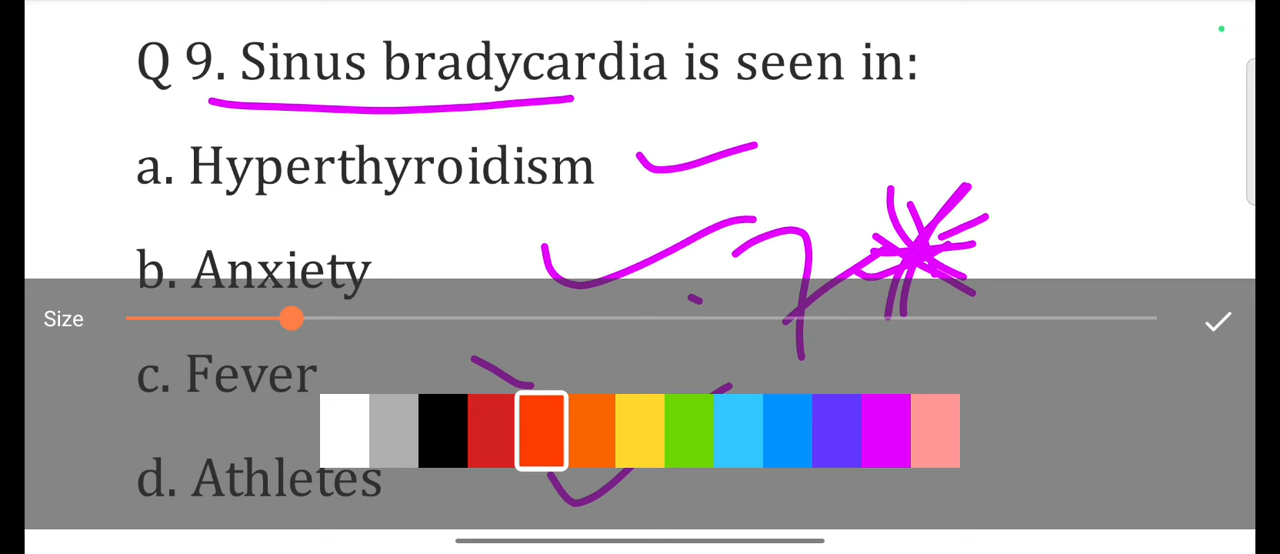 Q 9. Sinus bradycardia is seen in:
a. Hyperthyroidism
b. Anxiety
Size
c. Fever
d. Athletes